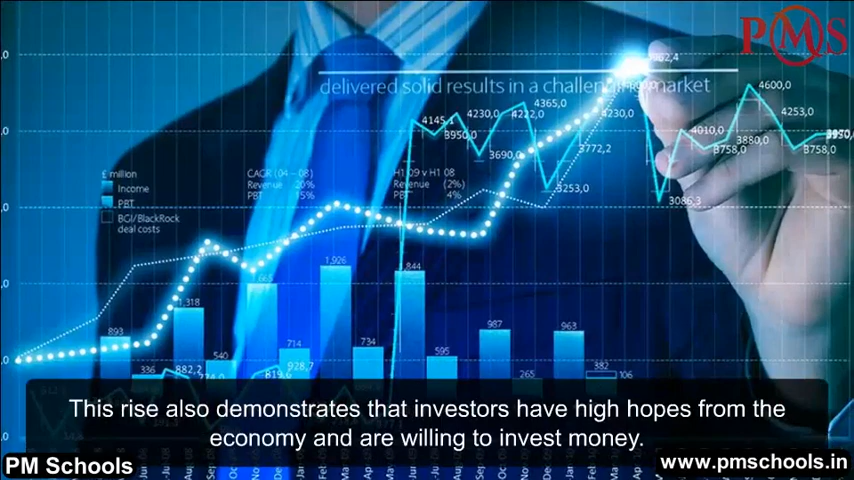 PMS
delivered solid results in a challenging market
4600,0
4365,0
4145
4230,0
4222,0
4230,0
3950,0
3690,0
3772,2
3253,0
4010,0
3880,0
4253,0
3758,0
3758,0
3086,3
£ million
Income
PBT
BGI/BlackRock
deal costs
CAGR (04 – 08)
Revenue 20%
PBT 15%
H1 09 v H1 08
Revenue (2%)
PBT 4%
1,926
1,844
1,318
893
987
963
734
714
928,7
540
595
336
882,2
265
382
106
This rise also demonstrates that investors have high hopes from the
economy and are willing to invest money.
PM Schools
www.pmschools.in